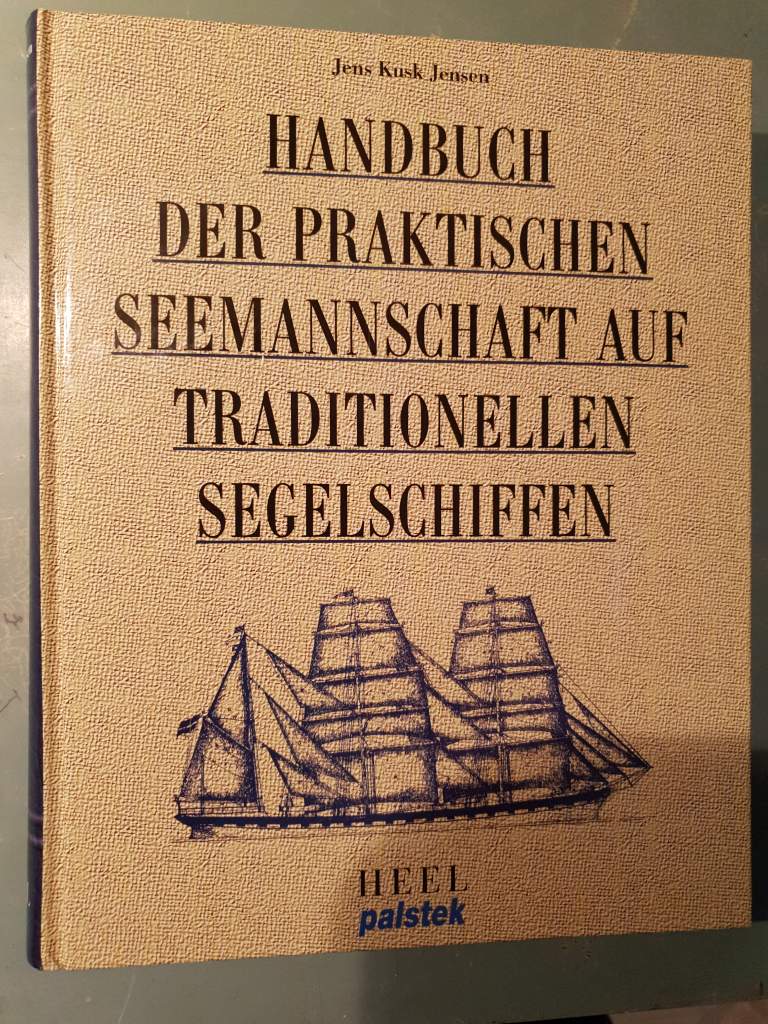 Jens Kusk Jensen
HANDBUCH
DER PRAKTISCHEN
SEEMANNSCHAFT AUF
TRADITIONELLEN
SEGELSCHIFFEN
HEEL
palstek